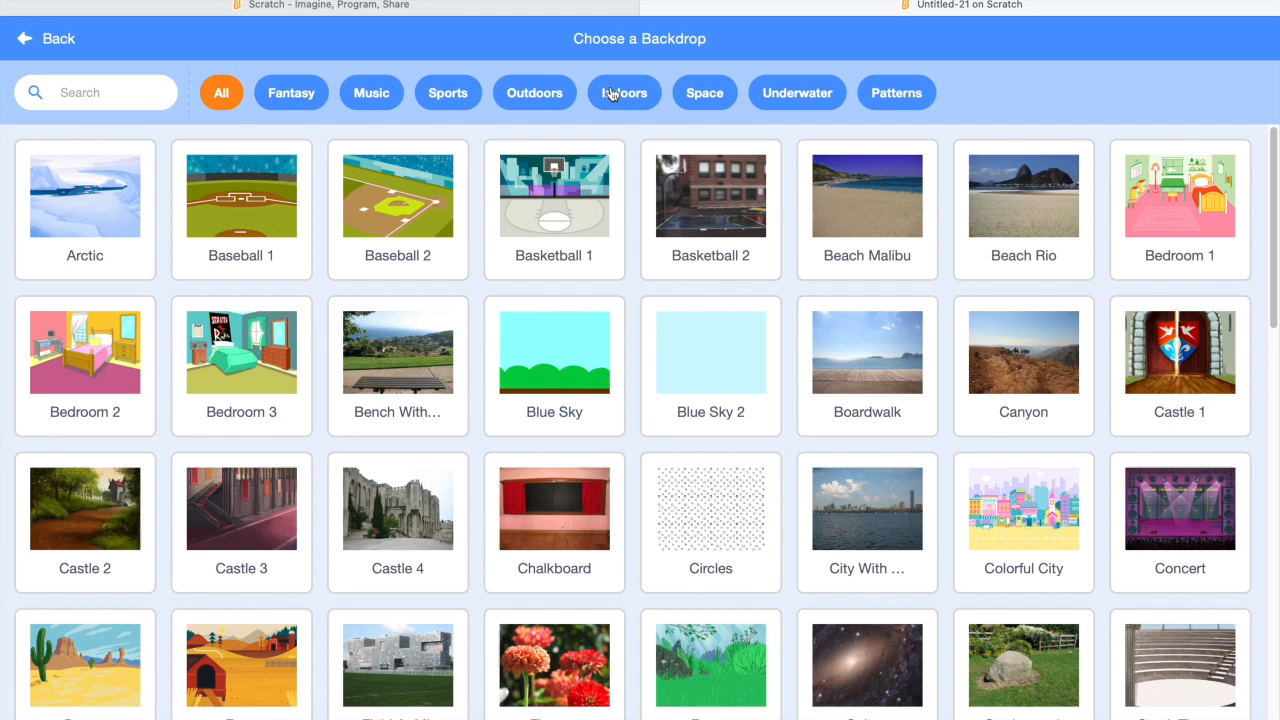 Scratch - Imagine, Program, Share
Untitled-21 on Scratch
Back
Choose a Backdrop
Search
All
Fantasy
Music
Sports
Outdoors
Indoors
Space
Underwater
Patterns
Arctic
Baseball 1
Baseball 2
Basketball 1
Basketball 2
Beach Malibu
Beach Rio
Bedroom 1
Bedroom 2
Bedroom 3
Bench With...
Blue Sky
Blue Sky 2
Boardwalk
Canyon
Castle 1
Castle 2
Castle 3
Castle 4
Chalkboard
Circles
City With ...
Colorful City
Concert